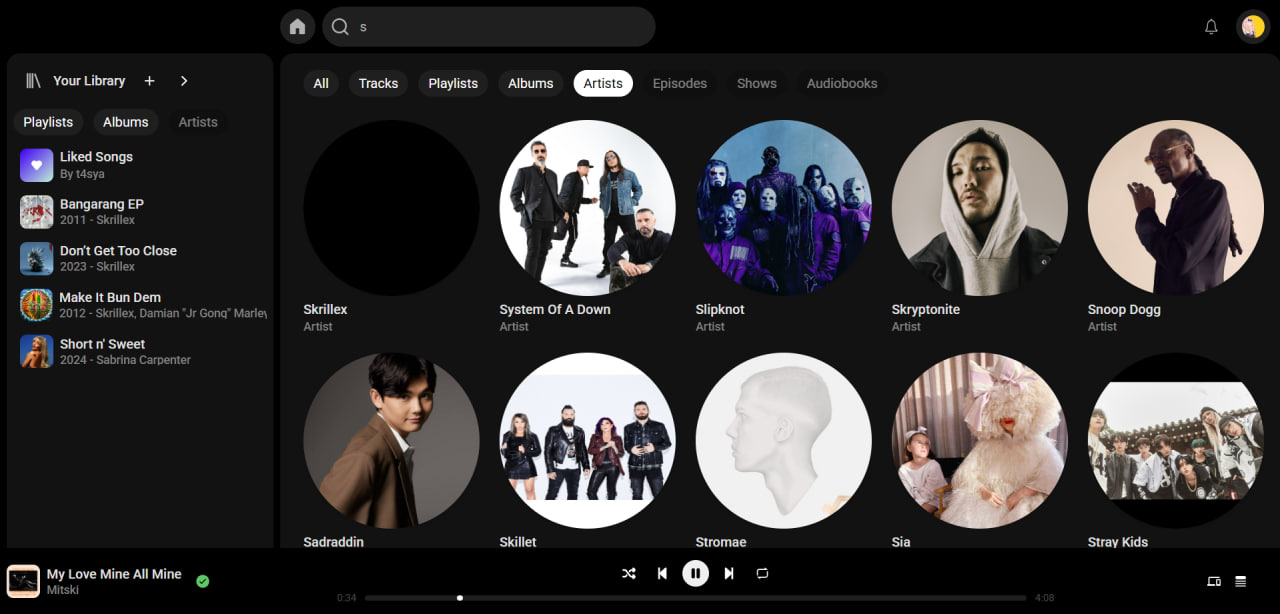 s
Your Library
Playlists Albums Artists
Liked Songs
By t4sya
Bangarang EP
2011 - Skrillex
Don't Get Too Close
2023 - Skrillex
Make It Bun Dem
2012 - Skrillex, Damian "Jr Gong" Marley
Short n' Sweet
2024 - Sabrina Carpenter
All Tracks Playlists Albums Artists Episodes Shows Audiobooks
Skrillex
Artist
System Of A Down
Artist
Slipknot
Artist
Skryptonite
Artist
Snoop Dogg
Artist
Sadraddin
Skillet
Stromae
Sia
Stray Kids
My Love Mine All Mine
Mitski
0:34
4:08